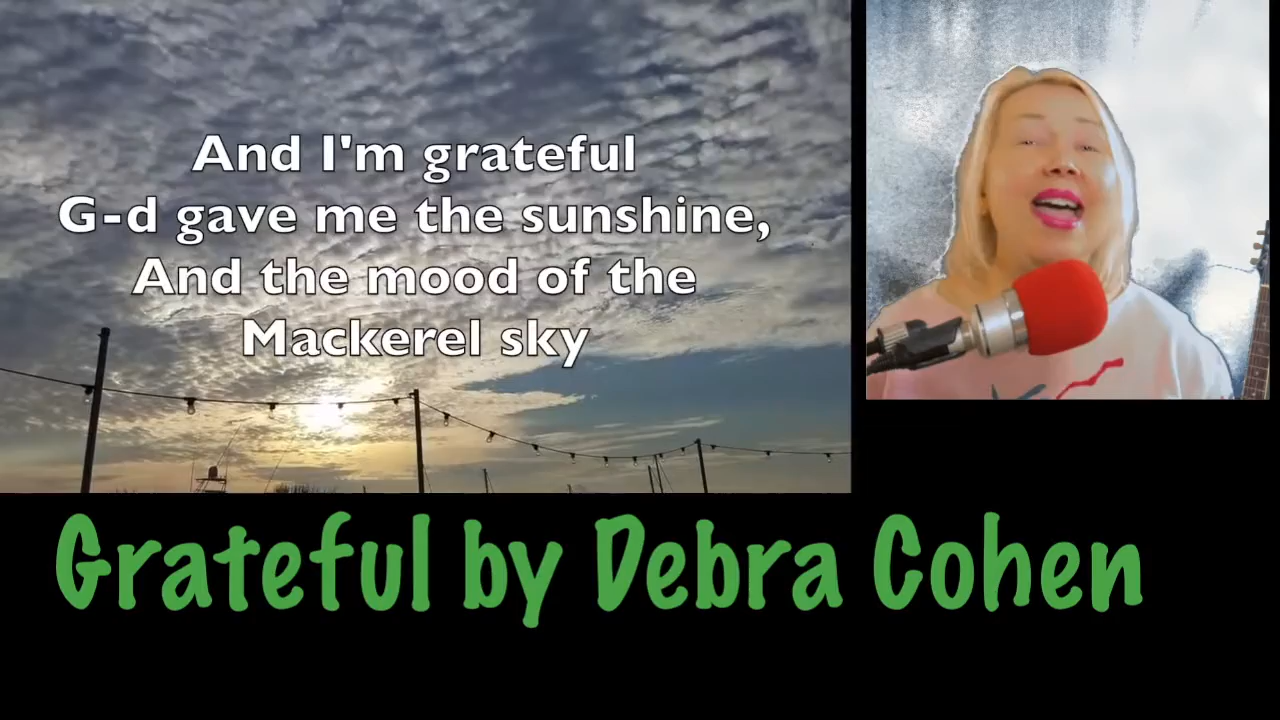 And I'm grateful
G-d gave me the sunshine,
And the mood of the
Mackerel sky
Grateful by Debra Cohen